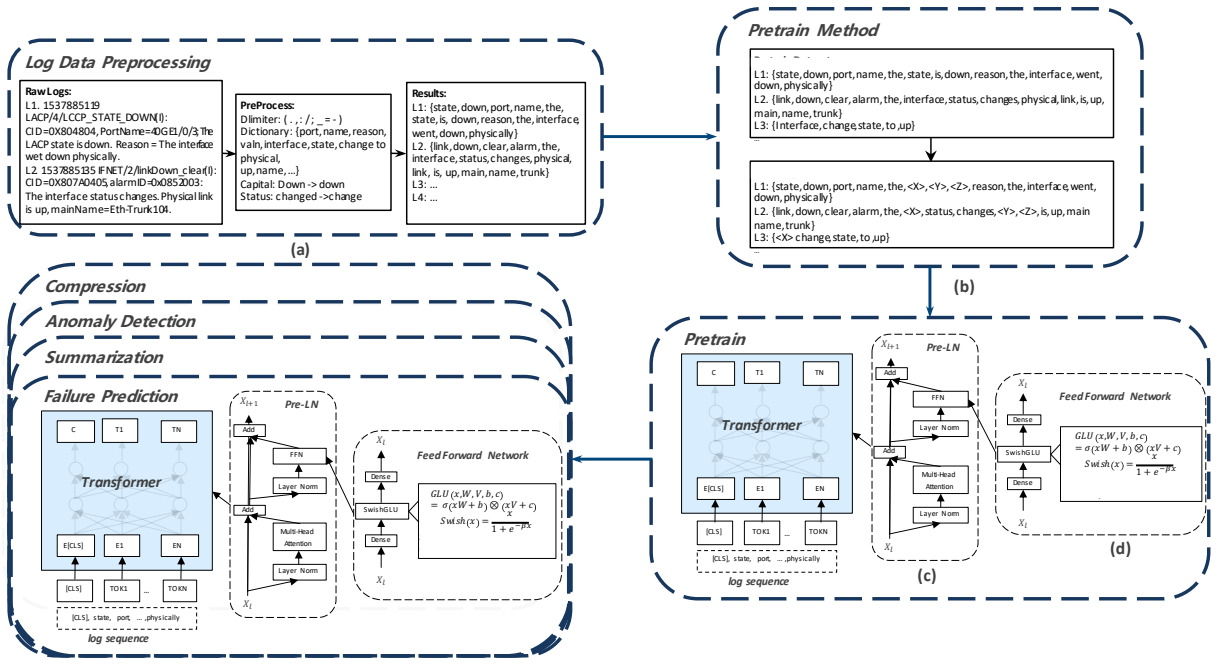 Log Data Preprocessing
Raw Logs:
L1. 1537885119
LACP/4/LCCP_STATE_DOWN(I):
CID=0X804804, PortName=40GE1/0/3;The
LACP state is down. Reason = The interface
wet down physically.
L2. 1537885135 IFNET/2/linkDown_clear(I):
CID=0X807A0405,alarmID=0x0852003:
The interface status changes. Physical link
is up, mainName=Eth-Trunk104.
PreProcess:
Dlimiter: ( . , : / ; _ = - )
Dictionary: {port, name, reason,
valn, interface, state, change to
physical,
up,name, ...}
Capital: Down -> down
Status: changed ->change
Results:
L1: {state, down, port, name, the,
state, is, down, reason, the, interface,
went, down, physically}
L2. {link, down, clear, alarm, the,
interface, status, changes, physical,
link, is, up, main, name, trunk}
L3: ...
L4: ...
(a)
Pretrain Method
L1: {state, down, port, name, the, state, is, down, reason, the, interface, went,
down, physically}
L2. {link, down, clear, alarm, the, interface, status, changes, physical, link, is, up,
main, name, trunk}
L3: {I nterface, change, state, to ,up}
L1: {state, down, port, name, the, <X>, <Y>, <Z>, reason, the, interface, went,
down, physically}
L2. {link, down, clear, alarm, the, <X>, status, changes, <Y>, <Z>, is, up, main
name, trunk}
L3: {<X> change, state, to ,up}
...
(b)
Compression
Anomaly Detection
Summarization
Failure Prediction
C
T1
TN
Transformer
E[CLS]
E1
EN
[CLS]
TOK1
...
TOKN
[CLS], state, port, ... ,physically
log sequence
X_{l+1}
Pre-LN
Add
FFN
Layer Norm
Add
Multi-Head
Attention
Layer Norm
X_l
X_l
Feed Forward Network
Dense
SwishGLU
Dense
X_l
GLU(x,W,V,b,c)
= σ(xW + b) ⊗ (xV + c)
Swish(x) = x / 1 + e^{-βx}
Pretrain
C
T1
TN
Transformer
E[CLS]
E1
EN
[CLS]
TOK1
...
TOKN
[CLS], state, port, ... ,physically
log sequence
X_{l+1}
Pre-LN
Add
FFN
Layer Norm
Add
Multi-Head
Attention
Layer Norm
X_l
(c)
X_l
Feed Forward Network
Dense
SwishGLU
Dense
X_l
GLU(x,W,V,b,c)
= σ(xW + b) ⊗ (xV + c)
Swish(x) = x / 1 + e^{-βx}
(d)